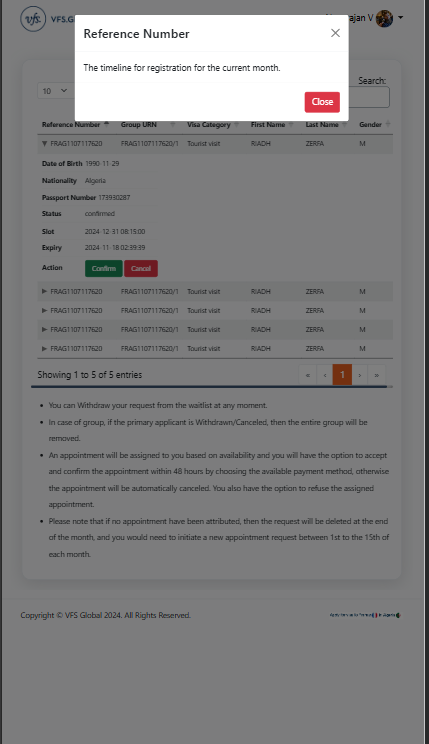 vfs. VFS.G
ajan V
Reference Number
The timeline for registration for the current month.
Close
Search:
10
Reference Number Group URN Visa Category First Name Last Name Gender
▼ FRAG1107117620 FRAG1107117620/1 Tourist visit RIADH ZERFA M
Date of Birth 1990-11-29
Nationality Algeria
Passport Number 173930287
Status confirmed
Slot 2024-12-31 08:15:00
Expiry 2024-11-18 02:39:39
Action Confirm Cancel
▶ FRAG1107117620 FRAG1107117620/1 Tourist visit RIADH ZERFA M
▶ FRAG1107117620 FRAG1107117620/1 Tourist visit RIADH ZERFA M
▶ FRAG1107117620 FRAG1107117620/1 Tourist visit RIADH ZERFA M
▶ FRAG1107117620 FRAG1107117620/1 Tourist visit RIADH ZERFA M
Showing 1 to 5 of 5 entries
« ‹ 1 › »
• You can Withdraw your request from the waitlist at any moment.
• In case of group, if the primary applicant is Withdrawn/Canceled, then the entire group will be
removed.
• An appointment will be assigned to you based on availability and you will have the option to accept
and confirm the appointment within 48 hours by choosing the available payment method, otherwise
the appointment will be automatically canceled. You also have the option to refuse the assigned
appointment.
• Please note that if no appointment have been attributed, then the request will be deleted at the end
of the month, and you would need to initiate a new appointment request between 1st to the 15th of
each month.
Copyright © VFS Global 2024. All Rights Reserved.